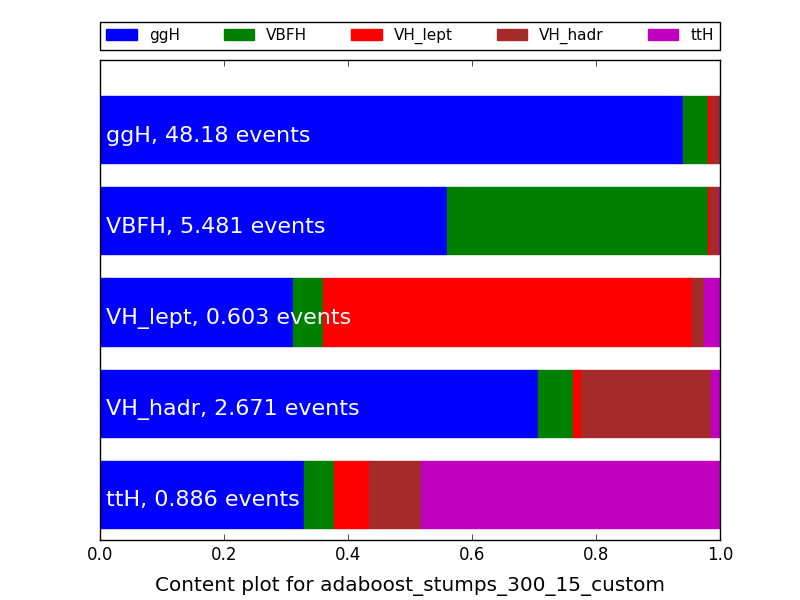 ggH VBFH VH_lept VH_hadr ttH
ggH, 48.18 events
VBFH, 5.481 events
VH_lept, 0.603 events
VH_hadr, 2.671 events
ttH, 0.886 events
0.0 0.2 0.4 0.6 0.8 1.0
Content plot for adaboost_stumps_300_15_custom